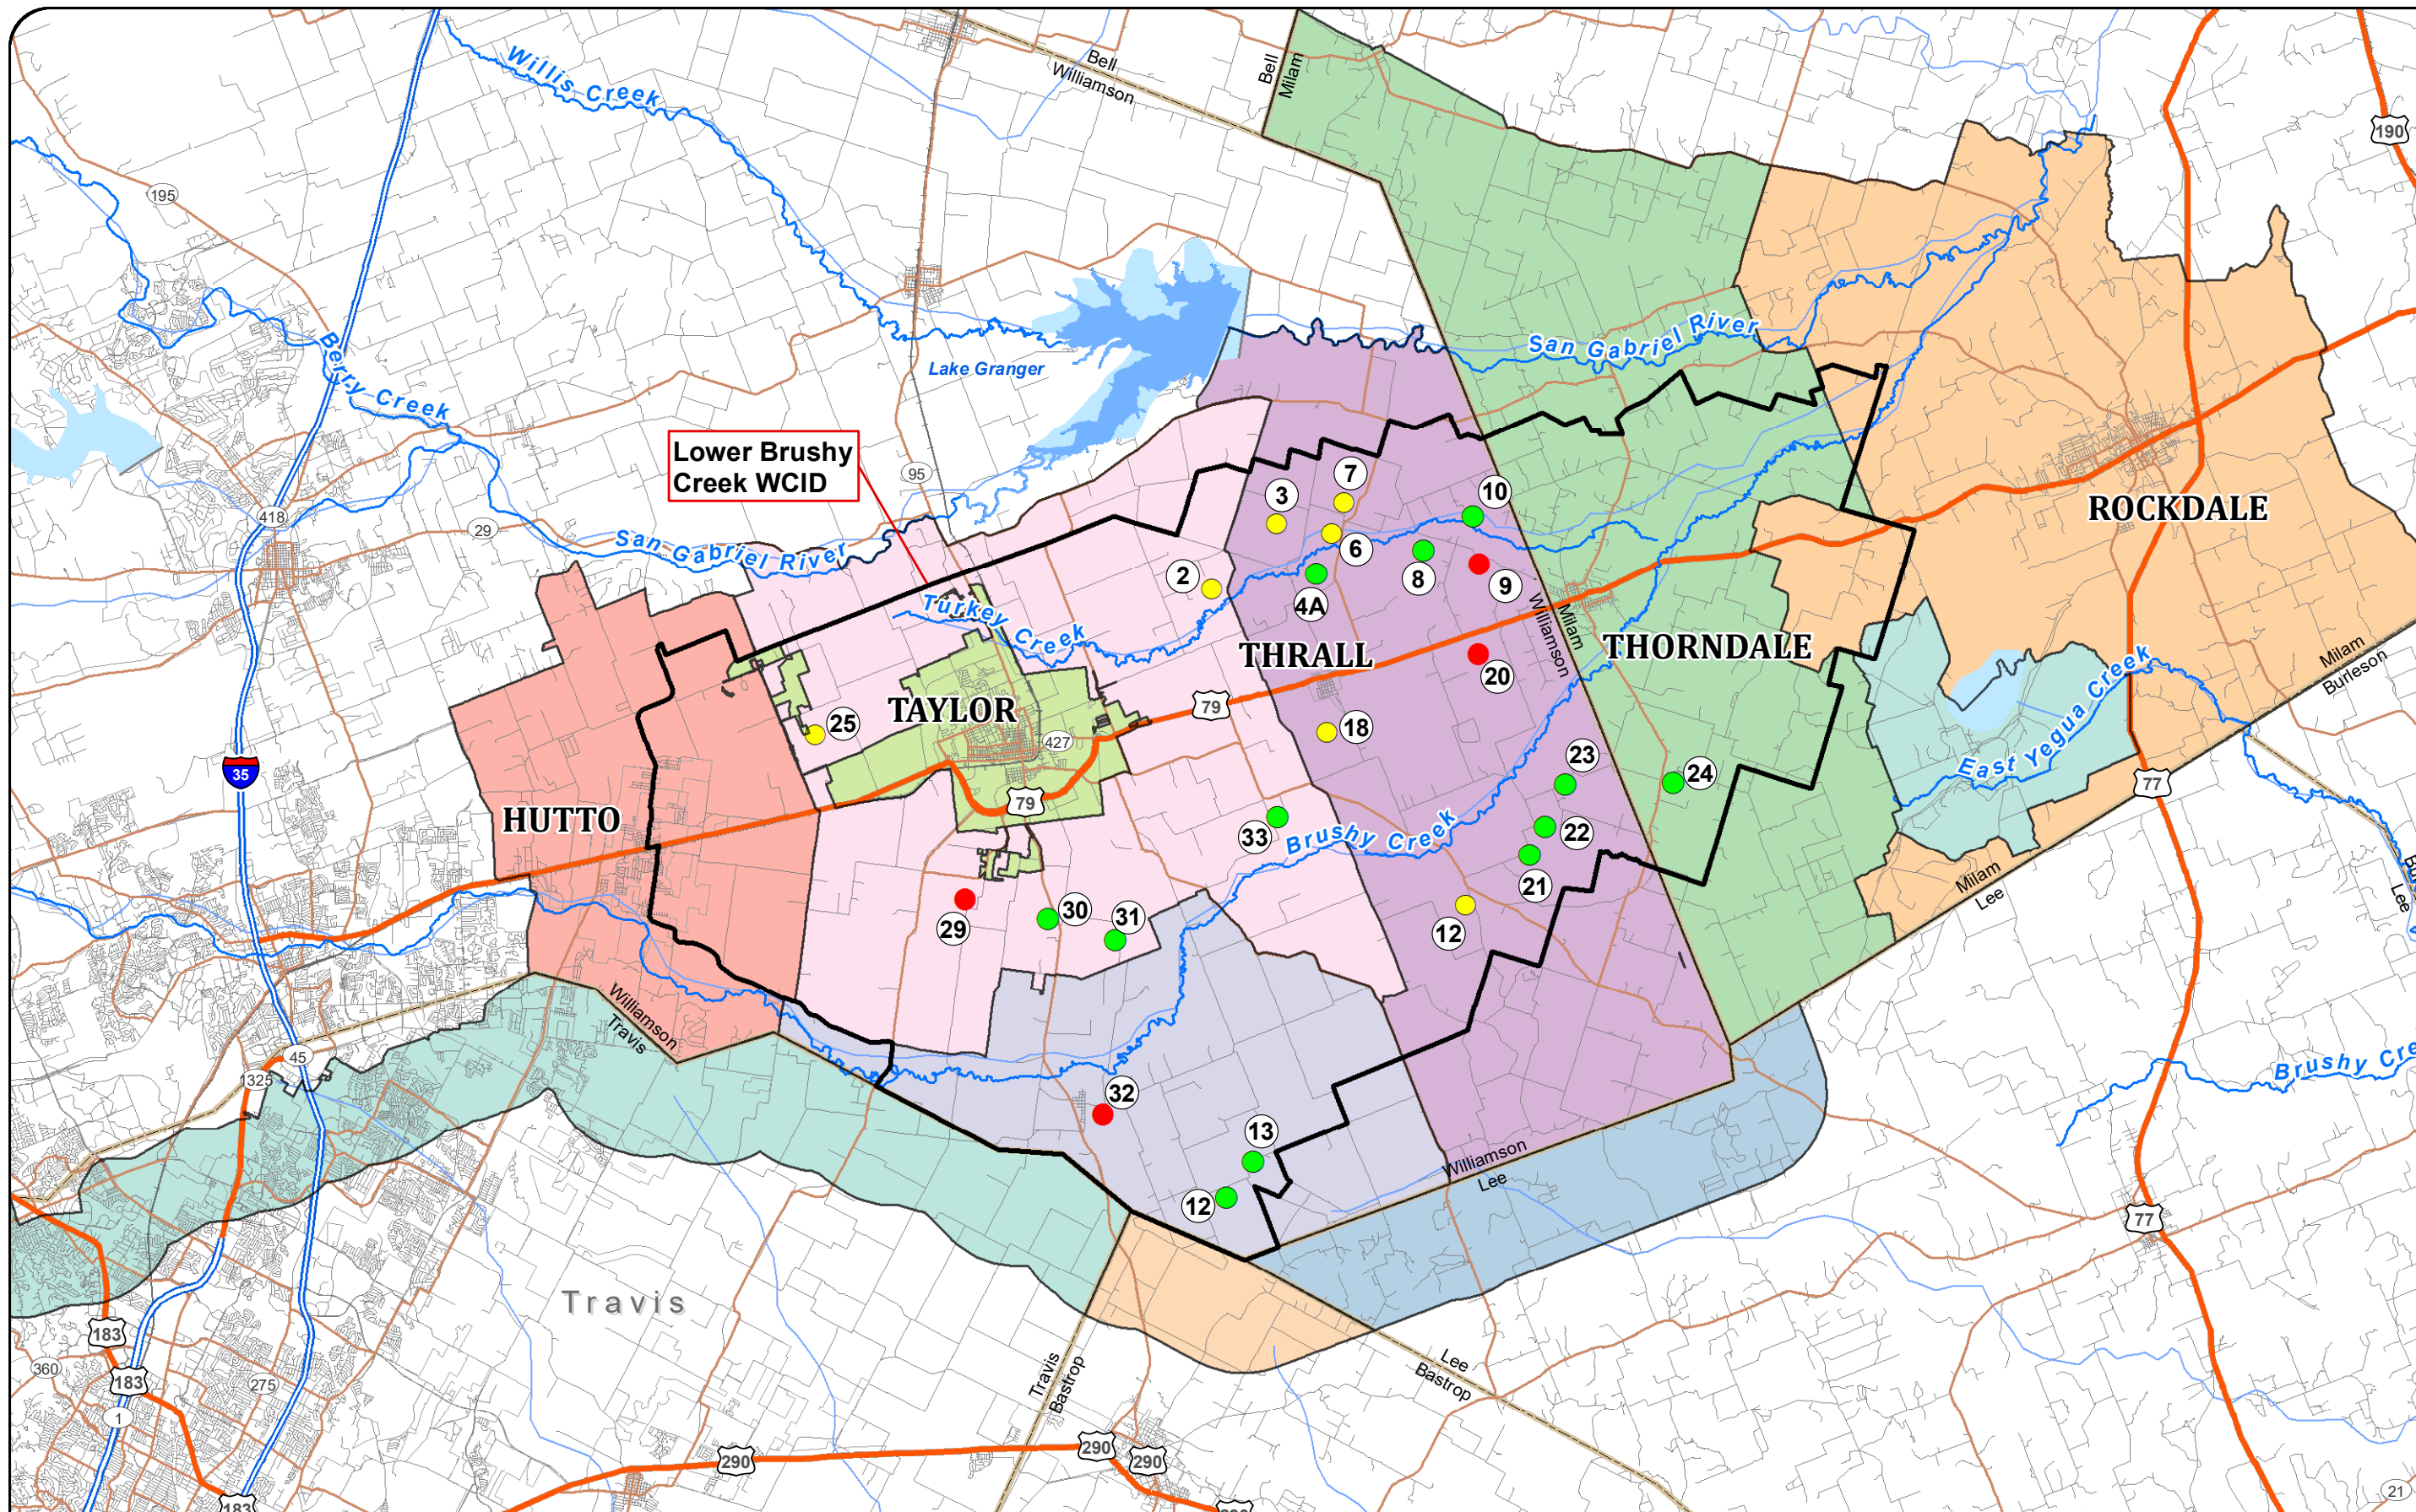 Willis Creek
Bell
Williamson
Bell
Milam
190
195
Berry Creek
Lake Granger
San Gabriel River
Lower Brushy
Creek WCID
95
418
29
San Gabriel River
3
7
10
ROCKDALE
2
6
8
9
4A
Turkey Creek
Williamson
Milam
THRALL
THORNDALE
20
Milam
Burleson
East Yegua Creek
TAYLOR
79
25
18
427
35
23
24
77
79
HUTTO
33
Brushy Creek
22
21
Milam
Lee
Lee
29
30
31
12
Williamson
Travis
45
1325
Brushy Cre
32
13
Williamson
Lee
12
77
Travis
183
360
183
275
1
Travis
Bastrop
Lee
Bastrop
290
290
290
21
183